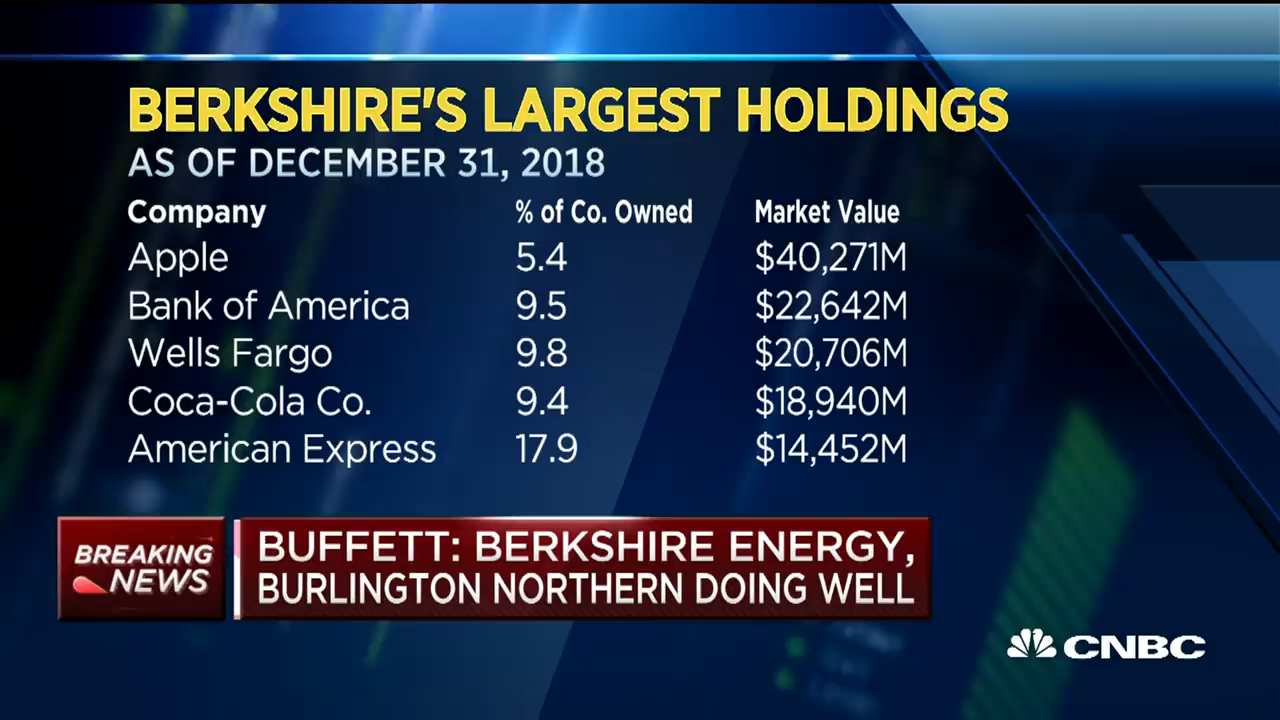 BERKSHIRE'S LARGEST HOLDINGS
AS OF DECEMBER 31, 2018
Company % of Co. Owned Market Value
Apple 5.4 $40,271M
Bank of America 9.5 $22,642M
Wells Fargo 9.8 $20,706M
Coca-Cola Co. 9.4 $18,940M
American Express 17.9 $14,452M
BREAKING NEWS
BUFFETT: BERKSHIRE ENERGY,
BURLINGTON NORTHERN DOING WELL
CNBC